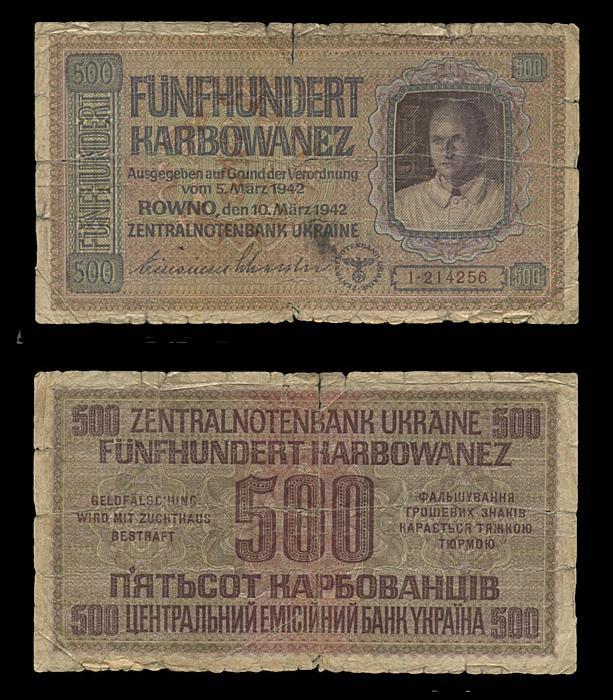 500
500
FÜNFHUNDERT
FÜNFHUNDERT
KARBOWANEZ
Ausgegeben auf Grund der Verordnung
vom 5. März 1942
ROWNO, den 10. März 1942
ZENTRALNOTENBANK UKRAINE
500
1·214256
500
500 ZENTRALNOTENBANK UKRAINE 500
FÜNFHUNDERT KARBOWANEZ
GELDFÄLSCHUNG
WIRD MIT ZUCHTHAUS
BESTRAFT
500
ФАЛЬШУВАННЯ
ГРОШЕВИХ ЗНАКІВ
КАРАЄТЬСЯ ТЯЖКОЮ
ТЮРМОЮ
П'ЯТЬСОТ КАРБОВАНЦІВ
500 ЦЕНТРАЛЬНИЙ ЕМІСІЙНИЙ БАНК УКРАЇНА 500